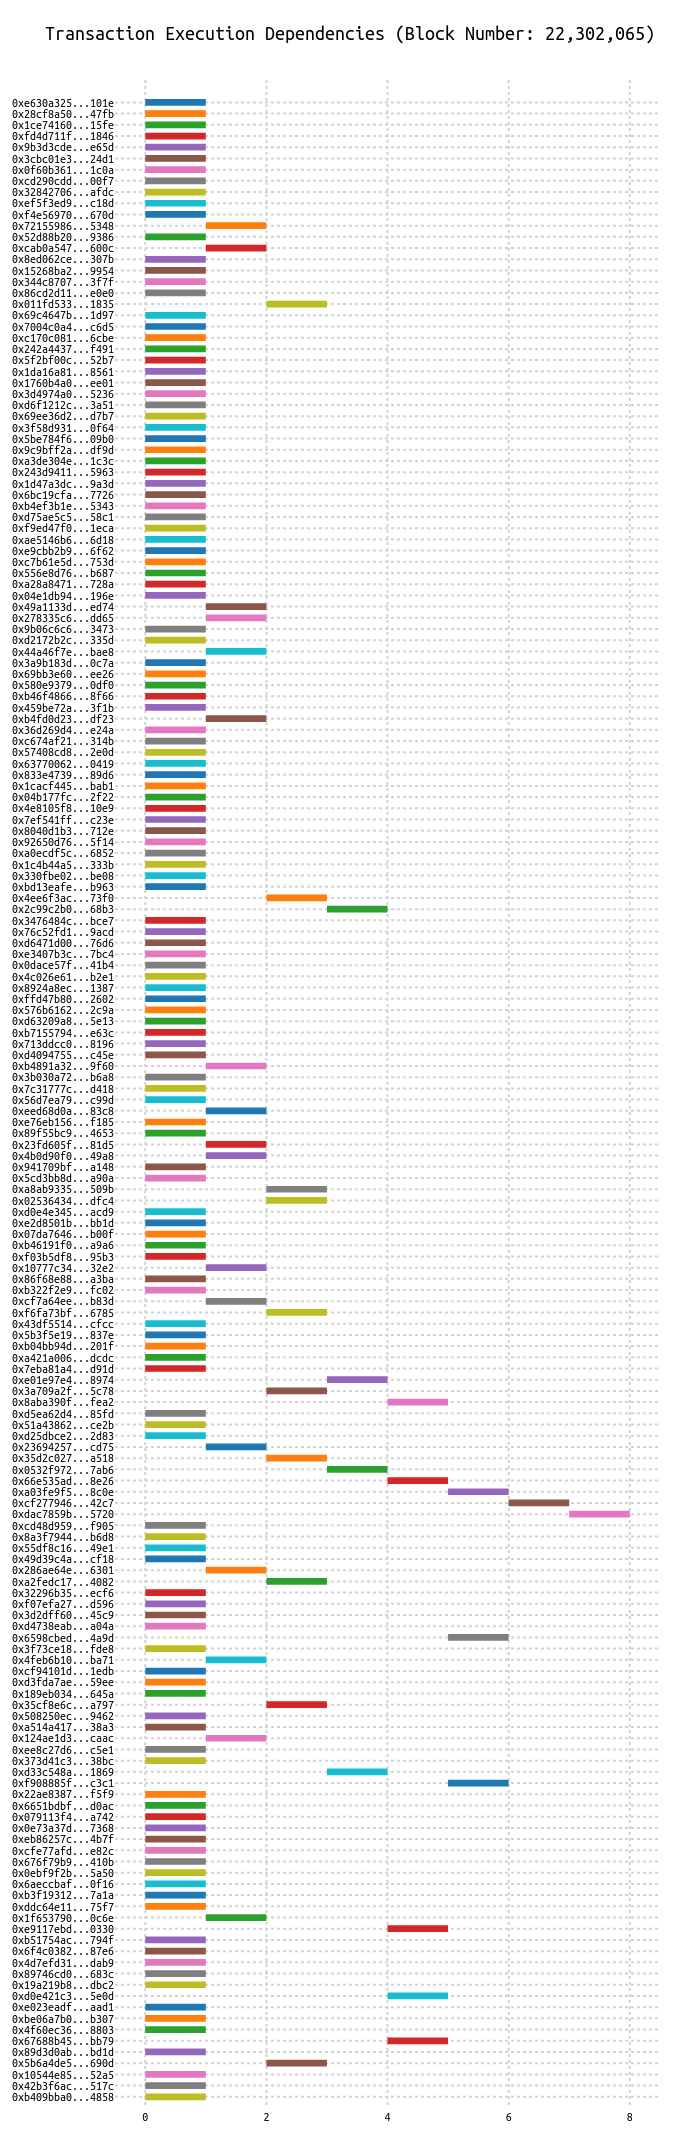 Transaction Execution Dependencies (Block Number: 22,302,065)
0xe630a325...101e
0x28cf8a50...47fb
0x1ce74160...15fe
0xfd4d711f...1846
0x9b3d3cde...e65d
0x3cbc01e3...24d1
0x0f60b361...1c0a
0xcd290cdd...00f7
0x32842706...afdc
0xef5f3ed9...c18d
0xf4e56970...670d
0x72155986...5348
0x52d88b20...9386
0xcab0a547...600c
0x8ed062ce...307b
0x15268ba2...9954
0x344c8707...3f7f
0x86cd2d11...e0e0
0x011fd533...1835
0x69c4647b...1d97
0x7004c0a4...c6d5
0xc170c081...6cbe
0x242a4437...f491
0x5f2bf00c...52b7
0x1da16a81...8561
0x1760b4a0...ee01
0x3d4974a0...5236
0xd6f1212c...3a51
0x69ee36d2...d7b7
0x3f58d931...0f64
0x5be784f6...09b0
0x9c9bff2a...df9d
0xa3de304e...1c3c
0x243d9411...5963
0x1d47a3dc...9a3d
0x6bc19cfa...7726
0xb4ef3b1e...5343
0xd75ae5c5...58c1
0xf9ed47f0...1eca
0xae5146b6...6d18
0xe9cbb2b9...6f62
0xc7b61e5d...753d
0x556e8d76...b687
0xa28a8471...728a
0x04e1db94...196e
0x49a1133d...ed74
0x278335c6...dd65
0x9b06c6c6...3473
0xd2172b2c...335d
0x44a46f7e...bae8
0x3a9b183d...0c7a
0x69bb3e60...ee26
0x580e9379...0df0
0xb46f4866...8f66
0x459be72a...3f1b
0xb4fd0d23...df23
0x36d269d4...e24a
0xc674af21...314b
0x57408cd8...2e0d
0x63770062...0419
0x833e4739...89d6
0x1cacf445...bab1
0x04b177fc...2f22
0x4e8105f8...10e9
0x7ef541ff...c23e
0x8040d1b3...712e
0x92650d76...5f14
0xa0ecdf5c...6852
0x1c4b44a5...333b
0x330fbe02...be08
0xbd13eafe...b963
0x4ee6f3ac...73f0
0x2c99c2b0...68b3
0x3476484c...bce7
0x76c52fd1...9acd
0xd6471d00...76d6
0xe3407b3c...7bc4
0x0dace57f...41b4
0x4c026e61...b2e1
0x8924a8ec...1387
0xffd47b80...2602
0x576b6162...2c9a
0xd63209a8...5e13
0xb7155794...e63c
0x713ddcc0...8196
0xd4094755...c45e
0xb4891a32...9f60
0x3b030a72...b6a8
0x7c31777c...d418
0x56d7ea79...c99d
0xeed68d0a...83c8
0xe76eb156...f185
0x89f55bc9...4653
0x23fd605f...81d5
0x4b0d90f0...49a8
0x941709bf...a148
0x5cd3bb8d...a90a
0xa8ab9335...509b
0x02536434...dfc4
0xd0e4e345...acd9
0xe2d8501b...bb1d
0x07da7646...b00f
0xb46191f0...a9a6
0xf03b5df8...95b3
0x10777c34...32e2
0x86f68e88...a3ba
0xb322f2e9...fc02
0xcf7a64ee...b83d
0xf6fa73bf...6785
0x43df5514...cfcc
0x5b3f5e19...837e
0xb04bb94d...201f
0xa421a006...dcdc
0x7eba81a4...d91d
0xe01e97e4...8974
0x3a709a2f...5c78
0x8aba390f...fea2
0xd5ea62d4...85fd
0x51a43862...ce2b
0xd25dbce2...2d83
0x23694257...cd75
0x35d2c027...a518
0x0532f972...7ab6
0x66e535ad...8e26
0xa03fe9f5...8c0e
0xcf277946...42c7
0xdac7859b...5720
0xcd48d959...f905
0x8a3f7944...b6d8
0x55df8c16...49e1
0x49d39c4a...cf18
0x286ae64e...6301
0xa2fedc17...4082
0x32296b35...ecf6
0xf07efa27...d596
0x3d2dff60...45c9
0xd4738eab...a04a
0x6598cbed...4a9d
0x3f73ce18...fde8
0x4feb6b10...ba71
0xcf94101d...1edb
0xd3fda7ae...59ee
0x189eb034...645a
0x35cf8e6c...a797
0x508250ec...9462
0xa514a417...38a3
0x124ae1d3...caac
0xee8c27d6...c5e1
0x373d41c3...38bc
0xd33c548a...1869
0xf908885f...c3c1
0x22ae8387...f5f9
0x6651bdbf...d0ac
0x079113f4...a742
0x0e73a37d...7368
0xeb86257c...4b7f
0xcfe77afd...e82c
0x676f79b9...410b
0x0ebf9f2b...5a50
0x6aeccbaf...0f16
0xb3f19312...7a1a
0xddc64e11...75f7
0x1f653790...0c6e
0xe9117ebd...0330
0xb51754ac...794f
0x6f4c0382...87e6
0x4d7efd31...dab9
0x89746cd0...683c
0x19a219b8...dbc2
0xd0e421c3...5e0d
0xe023eadf...aad1
0xbe06a7b0...b307
0x4f60ec36...8803
0x67688b45...bb79
0x89d3d0ab...bd1d
0x5b6a4de5...690d
0x10544e85...52a5
0x42b3f6ac...517c
0xb409bba0...4858
0 2 4 6 8